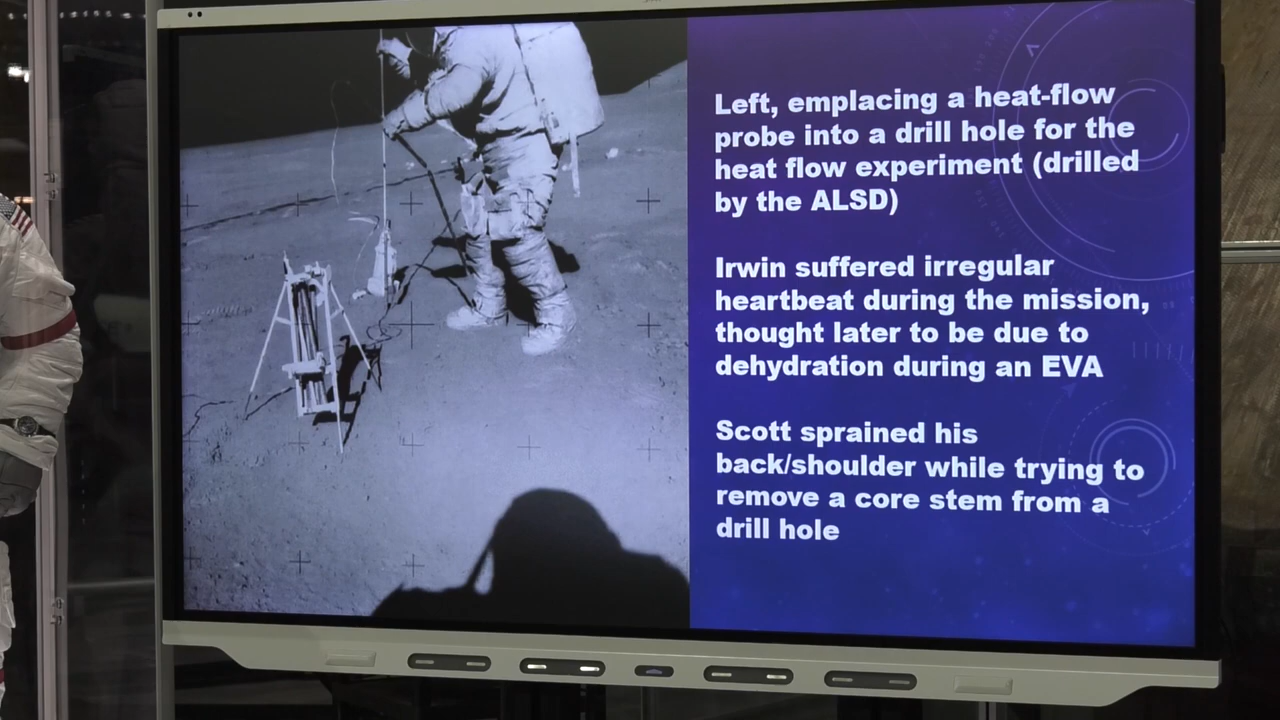 Left, emplacing a heat-flow
probe into a drill hole for the
heat flow experiment (drilled
by the ALSD)
Irwin suffered irregular
heartbeat during the mission,
thought later to be due to
dehydration during an EVA
Scott sprained his
back/shoulder while trying to
remove a core stem from a
drill hole